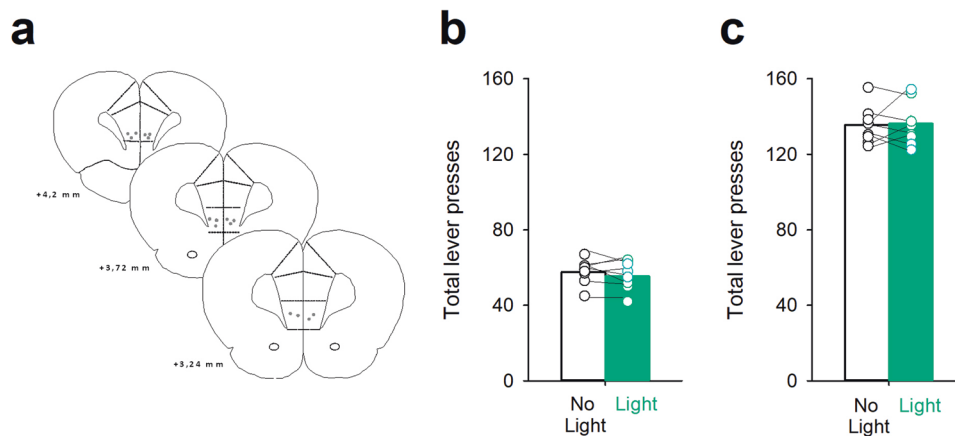 a
+4,2 mm
+3,72 mm
+3,24 mm
b
Total lever presses
160
120
80
40
0
No
Light
Light
c
Total lever presses
160
120
80
40
0
No
Light
Light